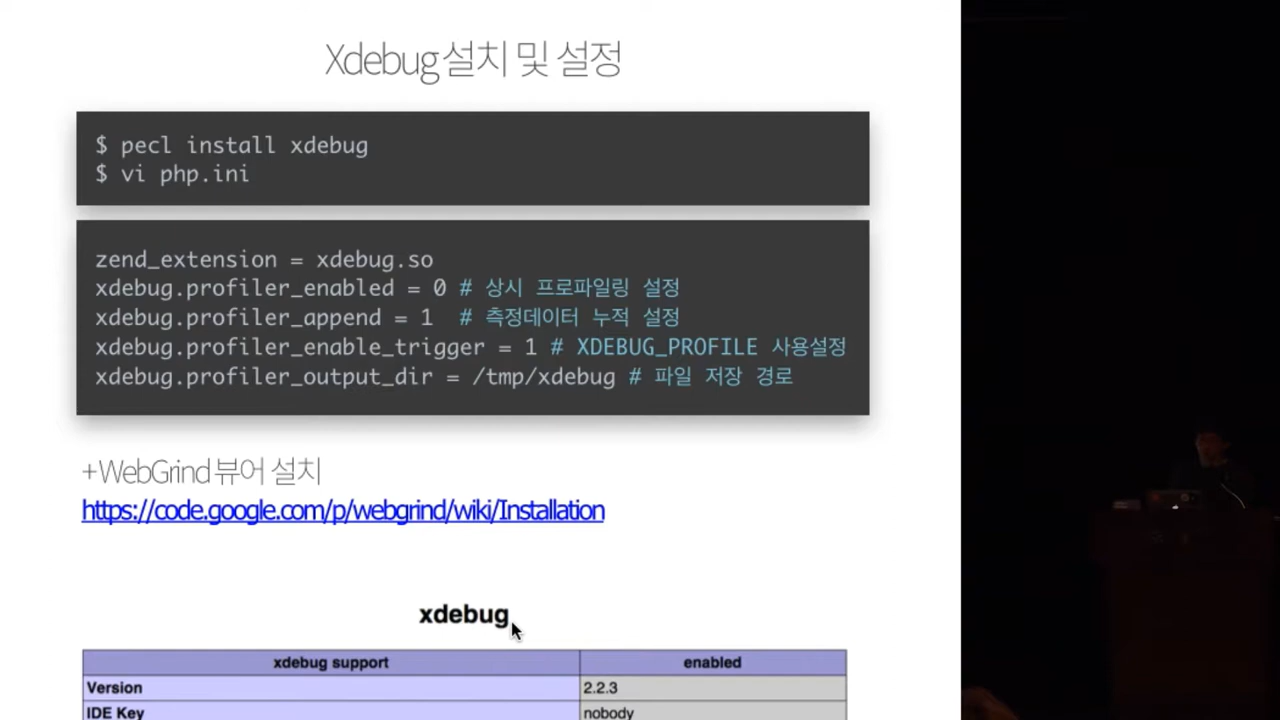 Xdebug 설치 및 설정
$ pecl install xdebug
$ vi php.ini
zend_extension = xdebug.so
xdebug.profiler_enabled = 0 # 상시 프로파일링 설정
xdebug.profiler_append = 1 # 측정데이터 누적 설정
xdebug.profiler_enable_trigger = 1 # XDEBUG_PROFILE 사용설정
xdebug.profiler_output_dir = /tmp/xdebug # 파일 저장 경로
+WebGrind 뷰어 설치
https://code.google.com/p/webgrind/wiki/Installation
xdebug
xdebug support enabled
Version 2.2.3
IDE Key nobody